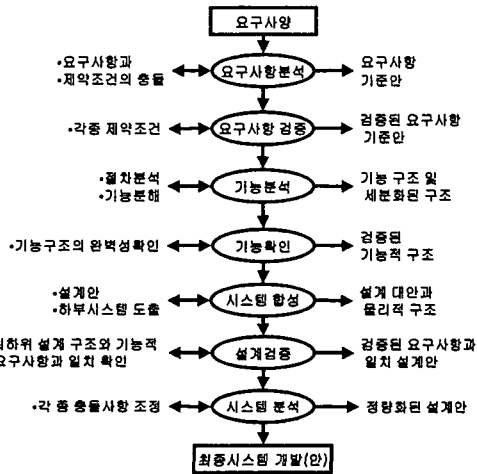 요구사양
•요구사항과
•제약조건의 충돌
요구사항분석
요구사항
기준안
•각종 제약조건
요구사항 검증
검증된 요구사항
기준안
•절차분석
•기능분해
기능분석
기능 구조 및
세분화된 구조
•기능구조의 완벽성확인
기능확인
검증된
기능적 구조
•설계안
•하부시스템 도출
시스템 합성
설계 대안과
물리적 구조
하위 설계 구조와 기능적
요구사항과 일치 확인
설계검증
검증된 요구사항과
일치 설계안
•각 종 충돌사항 조정
시스템 분석
정량화된 설계안
최종시스템 개발(안)